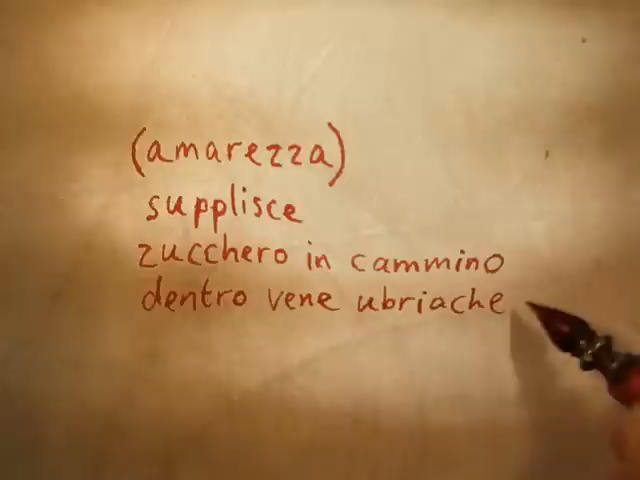 (amarezza)
supplisce
zucchero in cammino
dentro vene ubriache